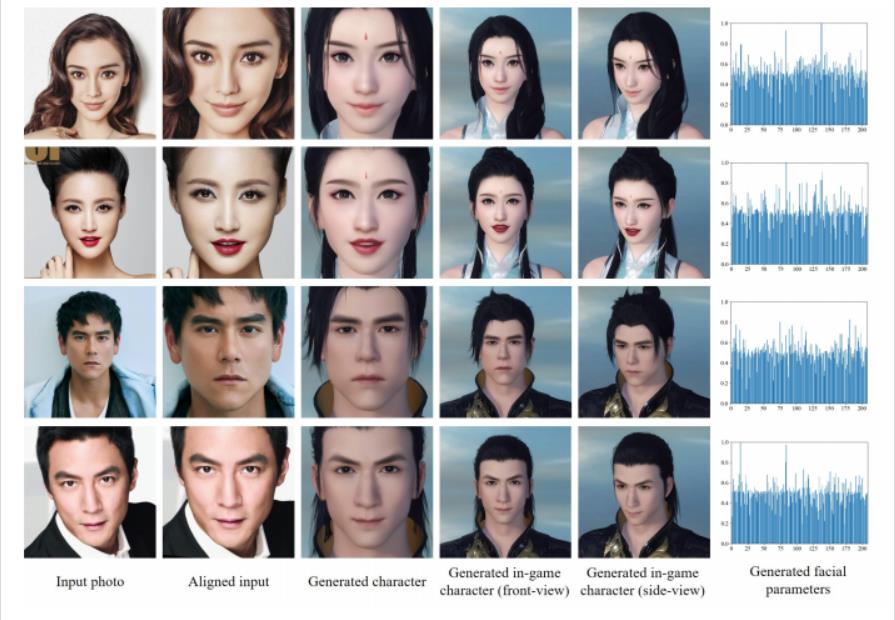 1.0
0.8
0.6
0.4
0.2
0.0
0 25 50 75 100 125 150 175 200
1.0
0.8
0.6
0.4
0.2
0.0
0 25 50 75 100 125 150 175 200
1.0
0.8
0.6
0.4
0.2
0.0
0 25 50 75 100 125 150 175 200
1.0
0.8
0.6
0.4
0.2
0.0
0 25 50 75 100 125 150 175 200
Input photo
Aligned input
Generated character
Generated in-game
character (front-view)
Generated in-game
character (side-view)
Generated facial
parameters